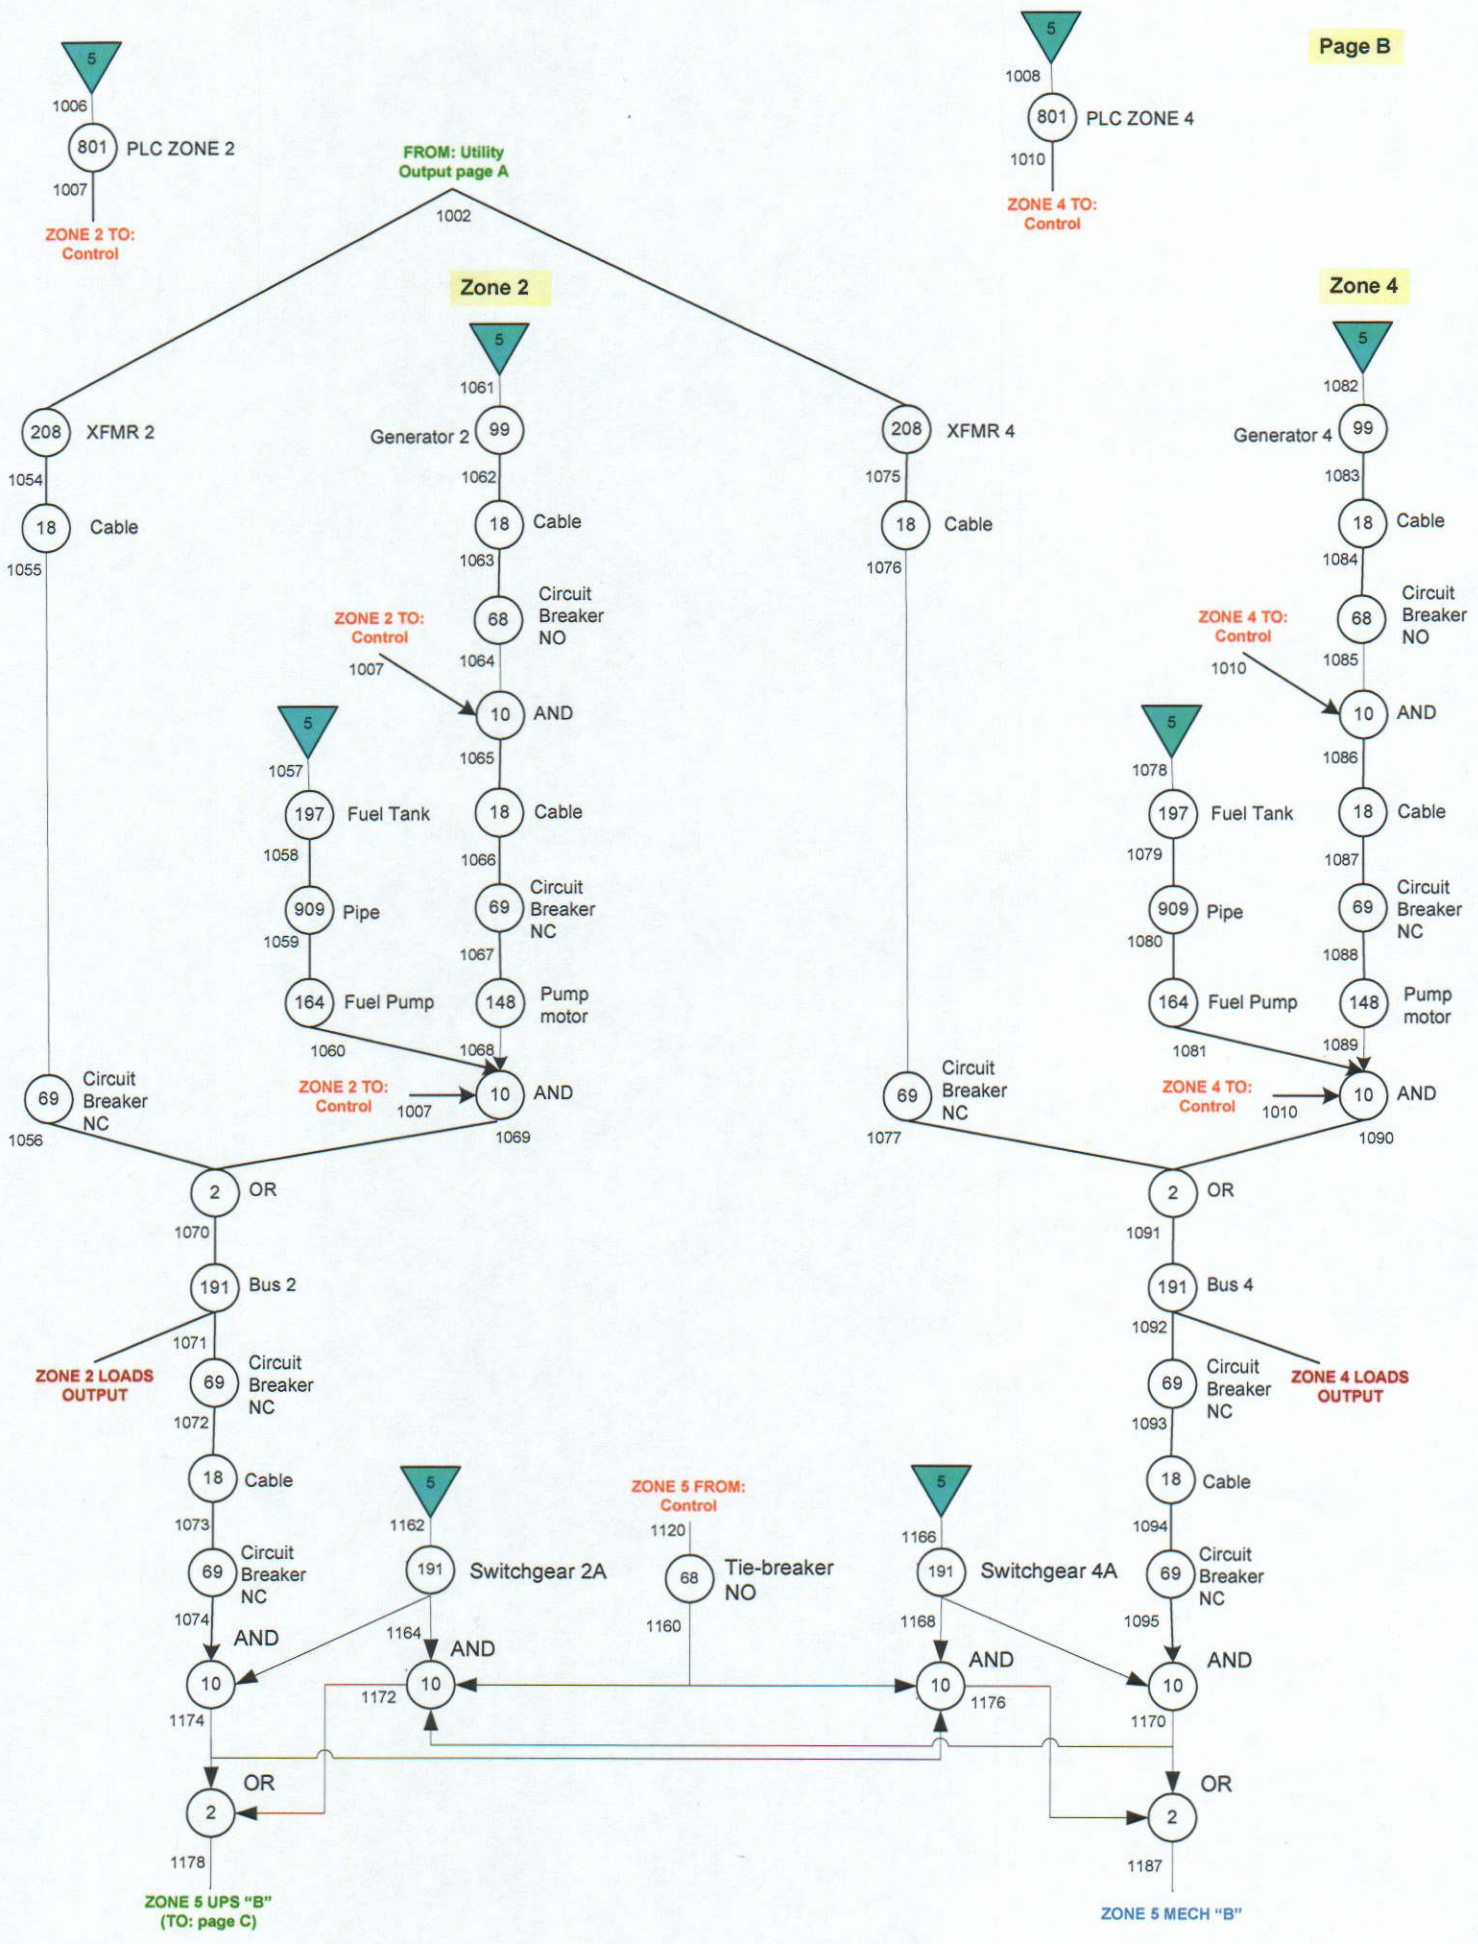 Page B
5
1006
801 PLC ZONE 2
1007
ZONE 2 TO:
Control
5
1008
801 PLC ZONE 4
1010
ZONE 4 TO:
Control
FROM: Utility
Output page A
1002
Zone 2
Zone 4
208 XFMR 2
1054
18 Cable
1055
69
Circuit
Breaker
NC
1056
5
1061
Generator 2 99
1062
18 Cable
1063
68
Circuit
Breaker
NO
1064
ZONE 2 TO:
Control
1007
10 AND
1065
18 Cable
1066
69
Circuit
Breaker
NC
1067
148
Pump
motor
1068
5
1057
197 Fuel Tank
1058
909 Pipe
1059
164 Fuel Pump
1060
ZONE 2 TO:
Control
1007
10 AND
1069
2 OR
1070
191 Bus 2
1071
ZONE 2 LOADS
OUTPUT
69
Circuit
Breaker
NC
1072
18 Cable
1073
69
Circuit
Breaker
NC
1074
AND
10
1174
OR
2
1178
ZONE 5 UPS “B”
(TO: page C)
208 XFMR 4
1075
18 Cable
1076
69
Circuit
Breaker
NC
1077
5
1082
Generator 4 99
1083
18 Cable
1084
68
Circuit
Breaker
NO
1085
ZONE 4 TO:
Control
1010
10 AND
1086
18 Cable
1087
69
Circuit
Breaker
NC
1088
148
Pump
motor
1089
5
1078
197 Fuel Tank
1079
909 Pipe
1080
164 Fuel Pump
1081
ZONE 4 TO:
Control
1010
10 AND
1090
2 OR
1091
191 Bus 4
1092
ZONE 4 LOADS
OUTPUT
69
Circuit
Breaker
NC
1093
18 Cable
1094
69
Circuit
Breaker
NC
1095
AND
10
1170
OR
2
1187
ZONE 5 MECH “B”
5
1162
191 Switchgear 2A
1164
AND
10
1172
ZONE 5 FROM:
Control
1120
68
Tie-breaker
NO
1160
5
1166
191 Switchgear 4A
1168
AND
10
1176